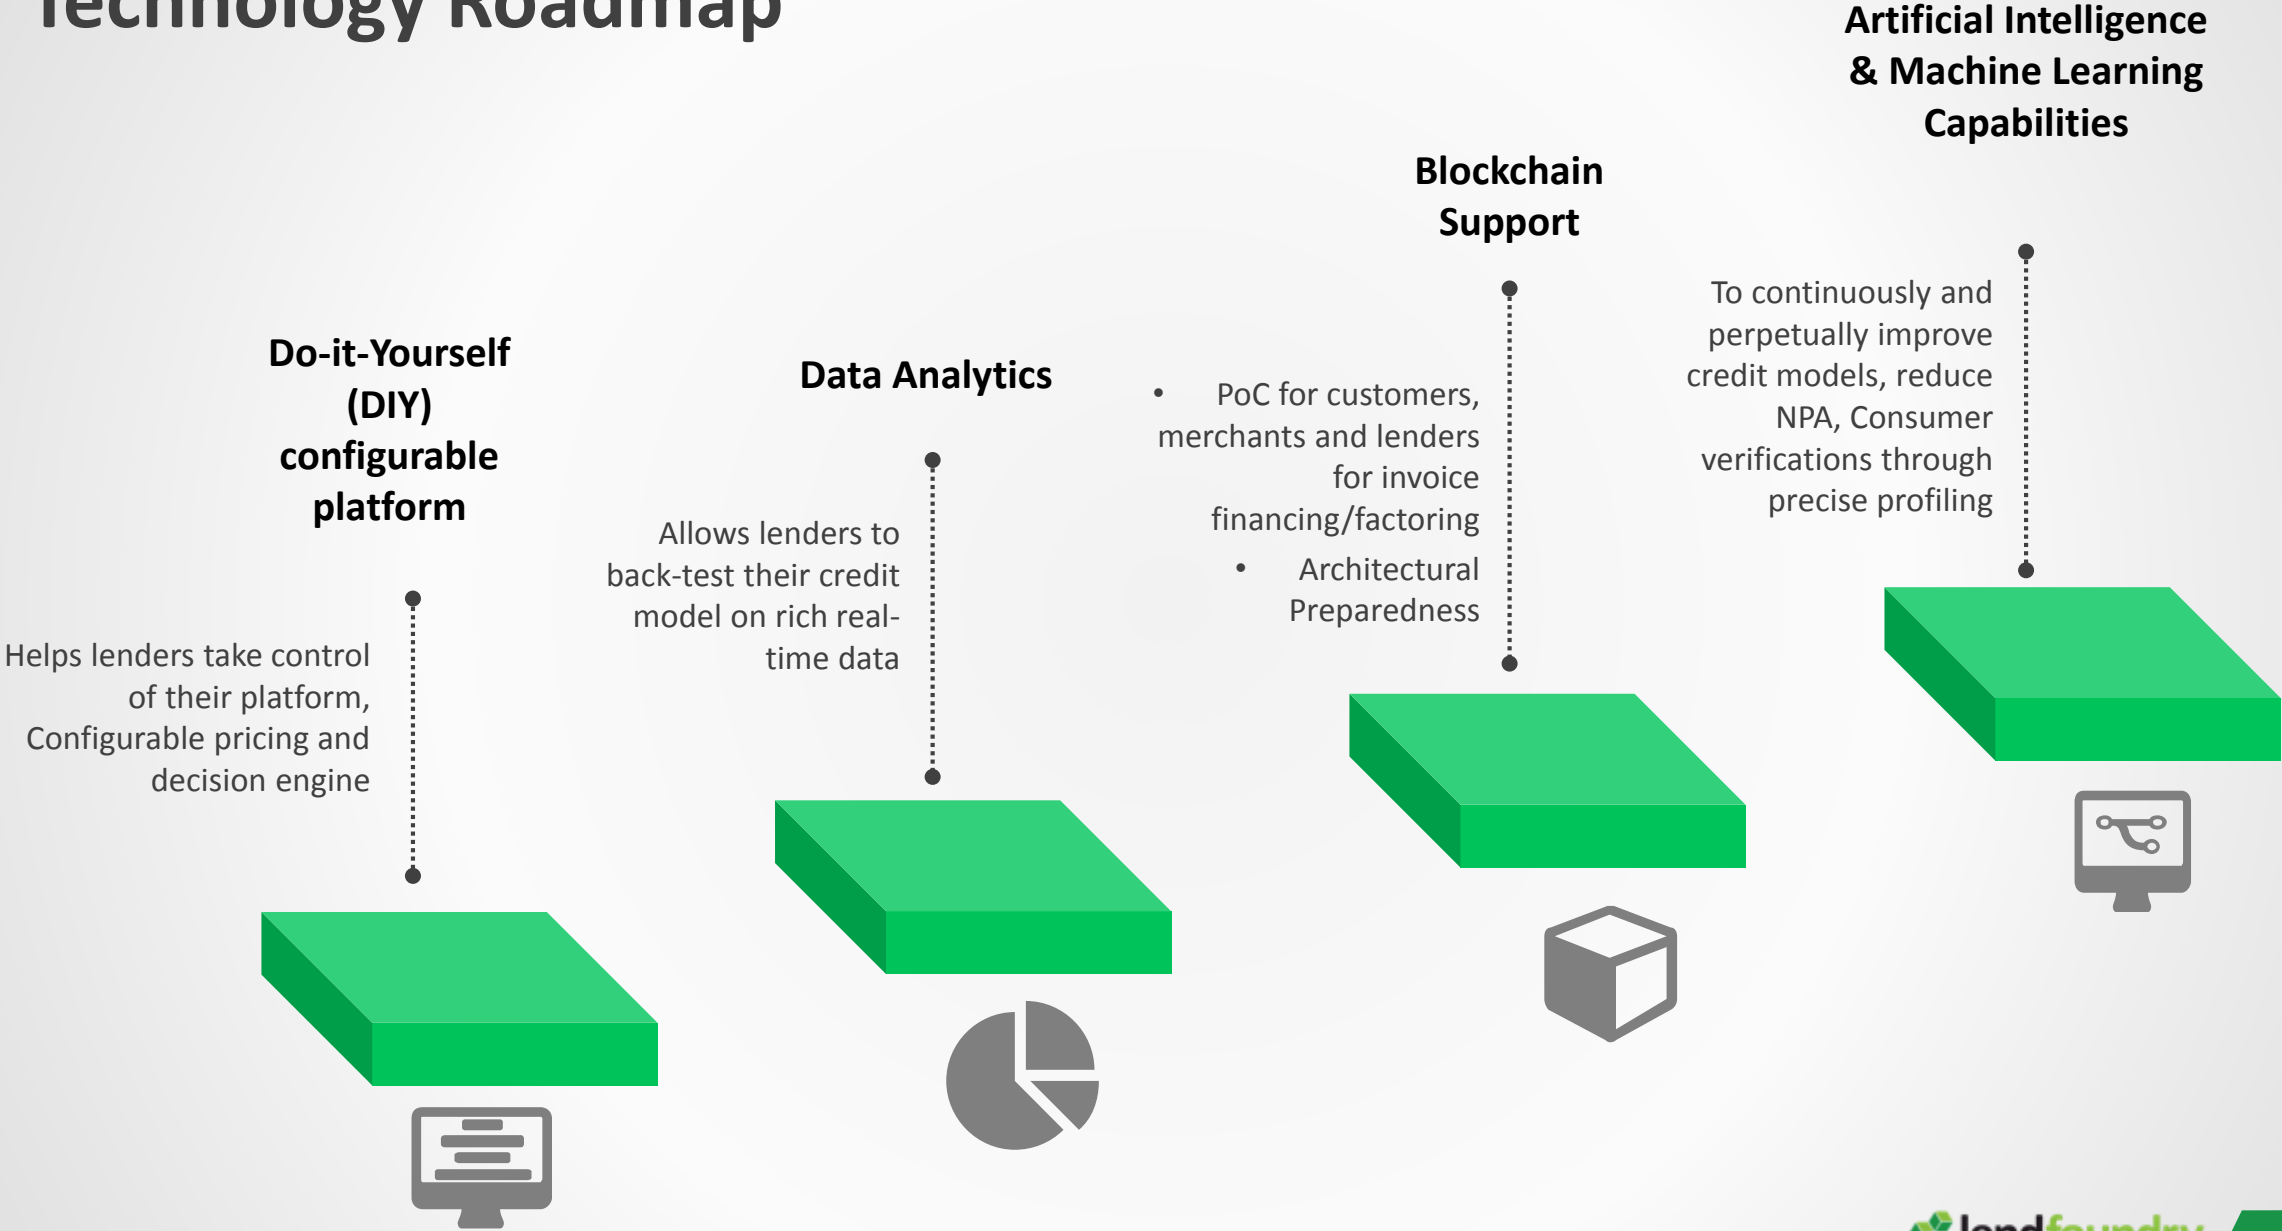 Technology Roadmap
Artificial Intelligence
& Machine Learning
Capabilities
Blockchain
Support
Do-it-Yourself
(DIY)
configurable
platform
Data Analytics
To continuously and
perpetually improve
credit models, reduce
NPA, Consumer
verifications through
precise profiling
• PoC for customers,
merchants and lenders
for invoice
financing/factoring
• Architectural
Preparedness
Allows lenders to
back-test their credit
model on rich real-
time data
Helps lenders take control
of their platform,
Configurable pricing and
decision engine
lendfoundry